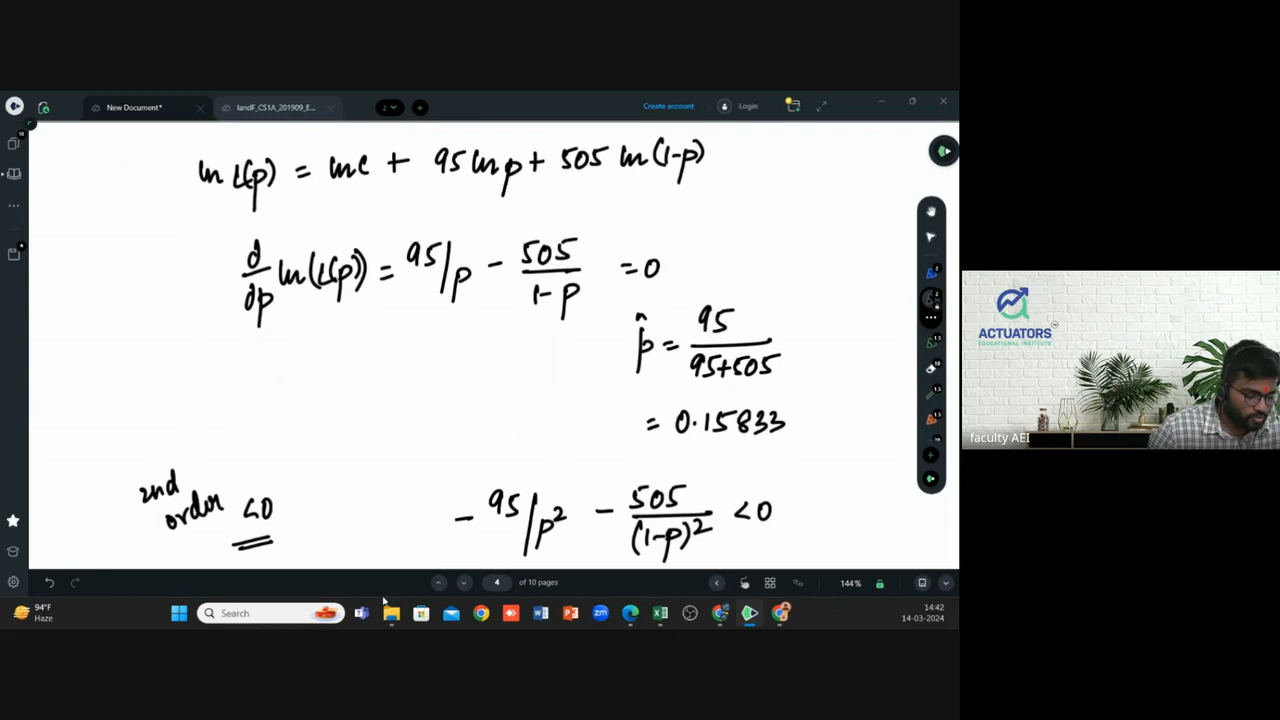 New Document*
IandF_CS1A_201909_E...
2
Create account
Login
ln L(p) = ln c + 95 ln p + 505 ln (1-p)
d/dp ln(L(p)) = 95/p - 505/(1-p) = 0
p̂ = 95/(95+505)
= 0.15833
2nd order <0
- 95/p² - 505/(1-p)² <0
ACTUATORS
EDUCATIONAL INSTITUTE
faculty AEI
4 of 10 pages
144%
94°F
Haze
Search
14:42
14-03-2024